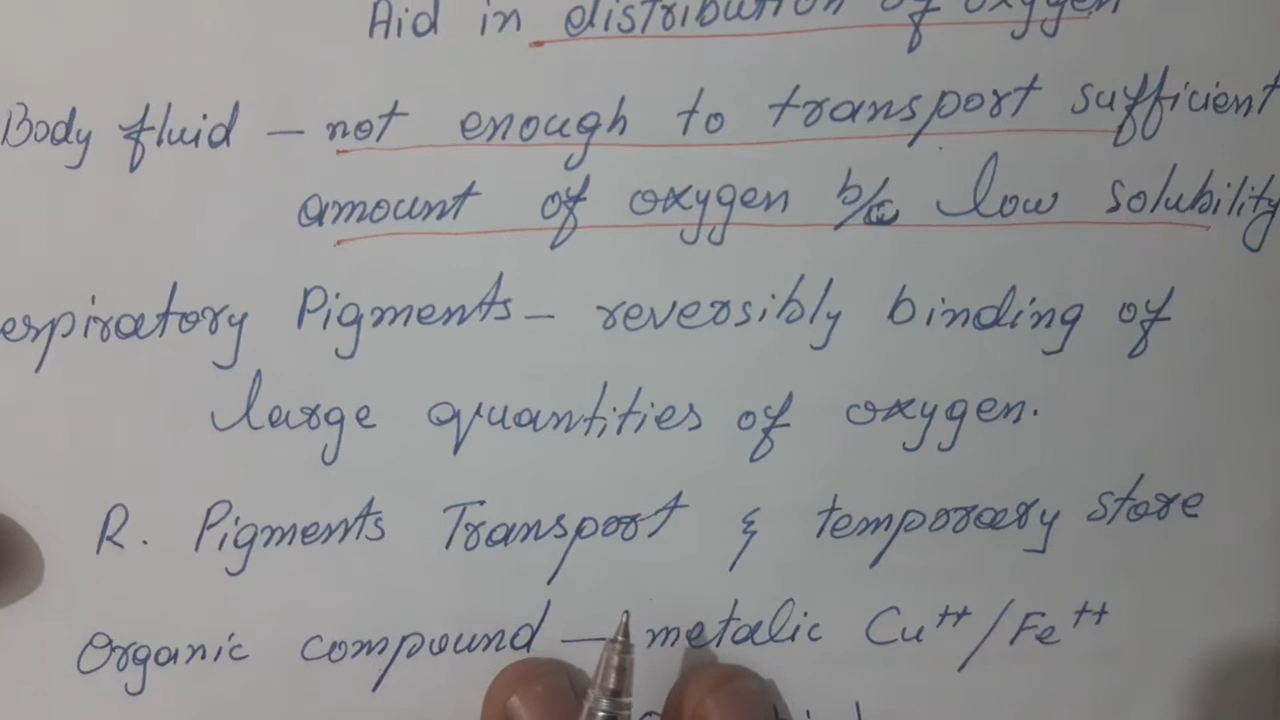 Aid in distribution of oxygen
Body fluid – not enough to transport sufficient
amount of oxygen b/c low solubility
espiratory Pigments – reversibly binding of
large quantities of oxygen.
R. Pigments Transport & temporary store
Organic compound – metalic Cu++/Fe++